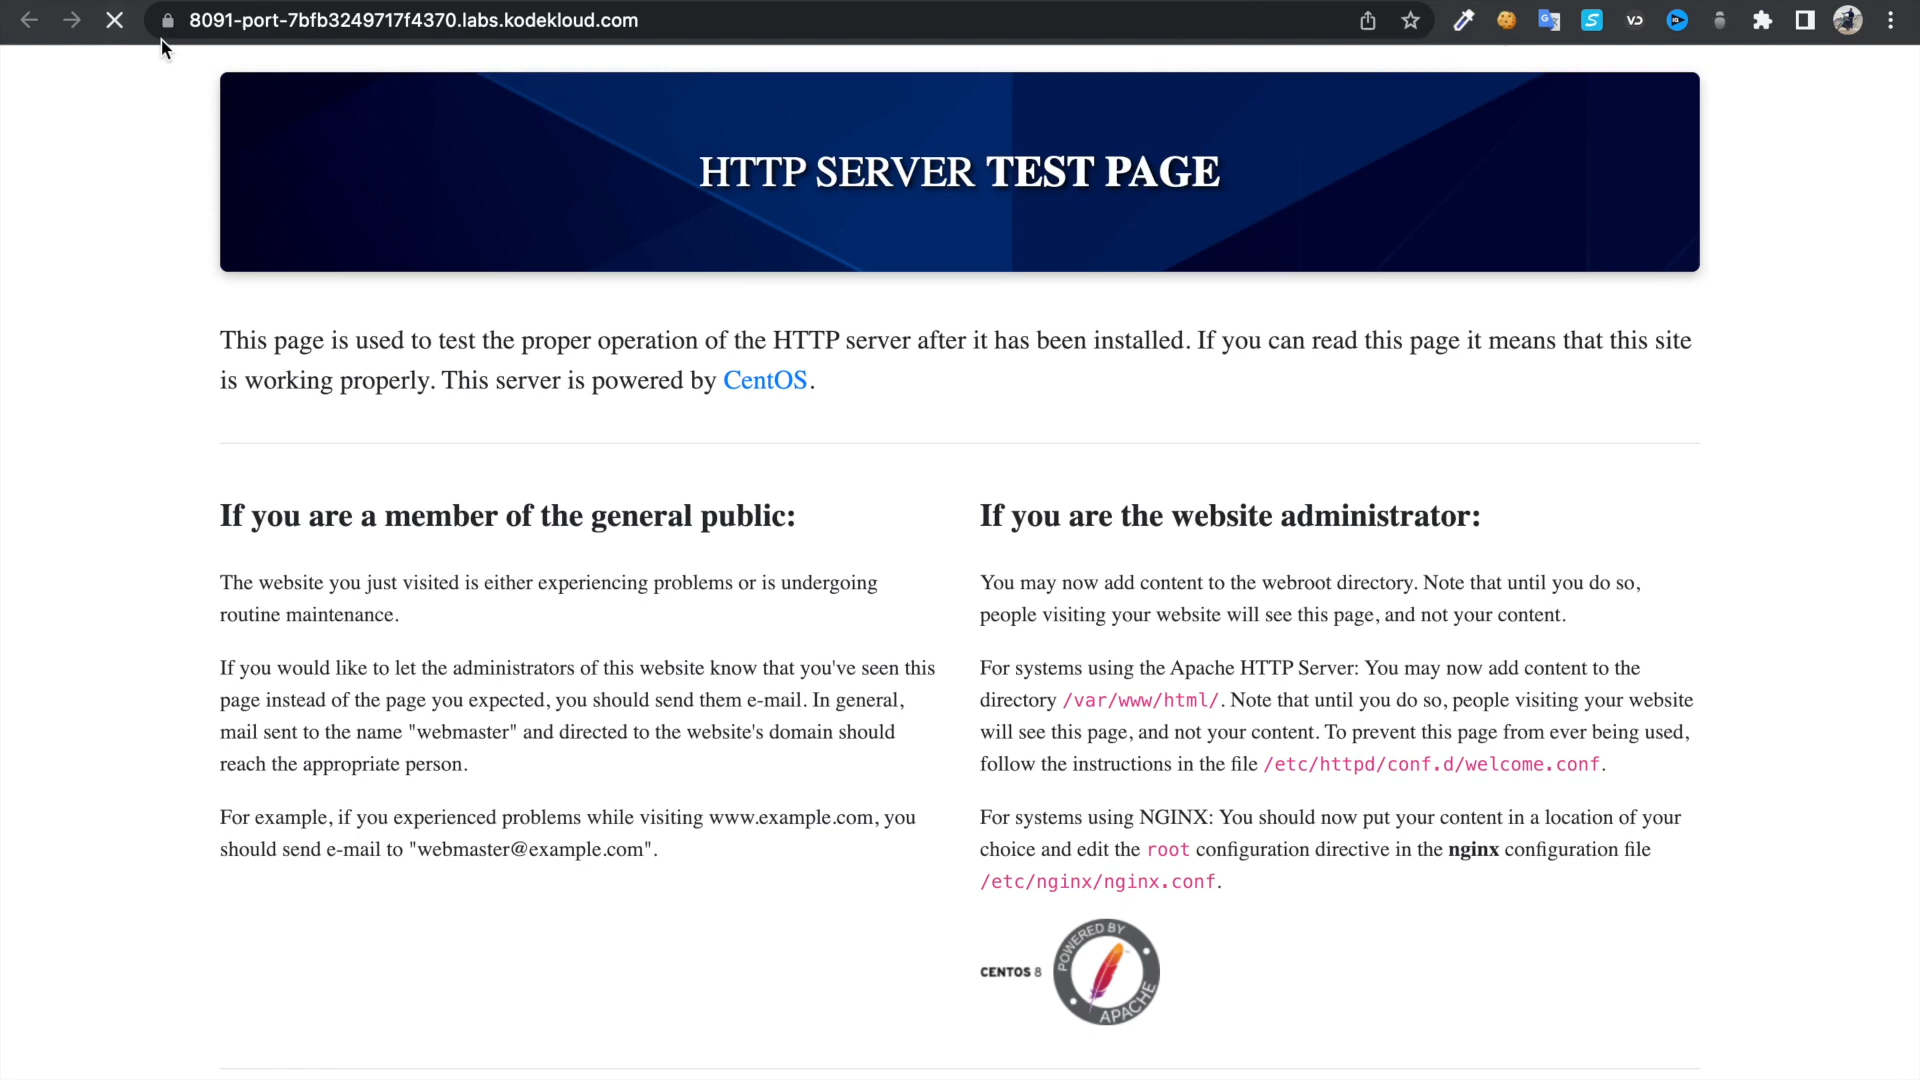 8091-port-7bfb3249717f4370.labs.kodekloud.com
HTTP SERVER TEST PAGE
This page is used to test the proper operation of the HTTP server after it has been installed. If you can read this page it means that this site
is working properly. This server is powered by CentOS.
If you are a member of the general public:
The website you just visited is either experiencing problems or is undergoing
routine maintenance.
If you would like to let the administrators of this website know that you've seen this
page instead of the page you expected, you should send them e-mail. In general,
mail sent to the name "webmaster" and directed to the website's domain should
reach the appropriate person.
For example, if you experienced problems while visiting www.example.com, you
should send e-mail to "webmaster@example.com".
If you are the website administrator:
You may now add content to the webroot directory. Note that until you do so,
people visiting your website will see this page, and not your content.
For systems using the Apache HTTP Server: You may now add content to the
directory /var/www/html/. Note that until you do so, people visiting your website
will see this page, and not your content. To prevent this page from ever being used,
follow the instructions in the file /etc/httpd/conf.d/welcome.conf.
For systems using NGINX: You should now put your content in a location of your
choice and edit the root configuration directive in the nginx configuration file
/etc/nginx/nginx.conf.
CENTOS 8
POWERED BY
APACHE